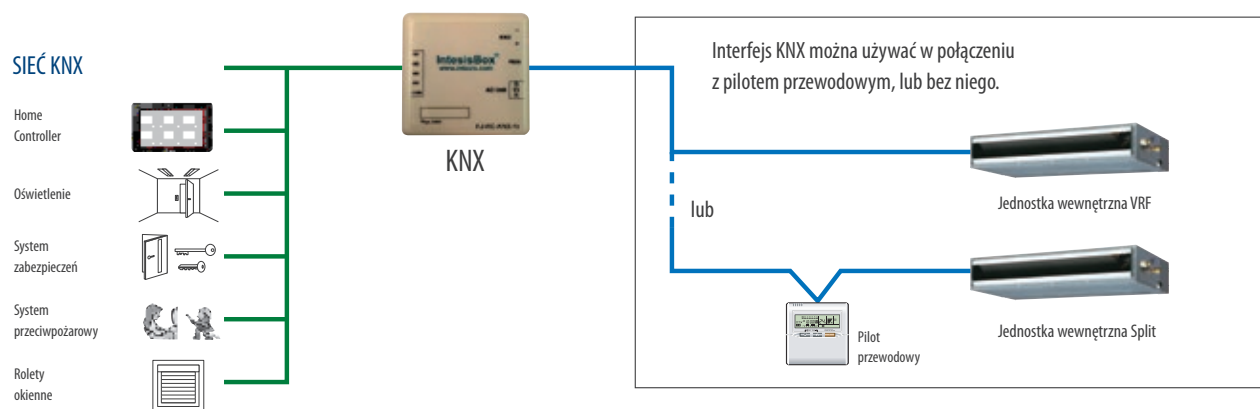 SIEĆ KNX
Home
Controller
Oświetlenie
System
zabezpieczeń
System
przeciwpożarowy
Rolety
okienne
IntesisBox
www.intesis.com
KNX
Interfejs KNX można używać w połączeniu
z pilotem przewodowym, lub bez niego.
Jednostka wewnętrzna VRF
lub
Jednostka wewnętrzna Split
Pilot
przewodowy